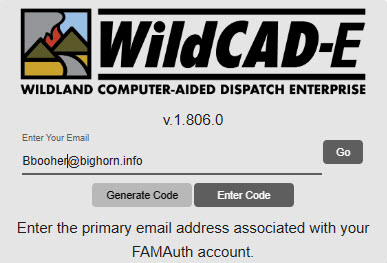 WildCAD-E
WILDLAND COMPUTER-AIDED DISPATCH ENTERPRISE
v.1.806.0
Enter Your Email
Bbooher@bighorn.info
Go
Generate Code
Enter Code
Enter the primary email address associated with your
FAMAuth account.